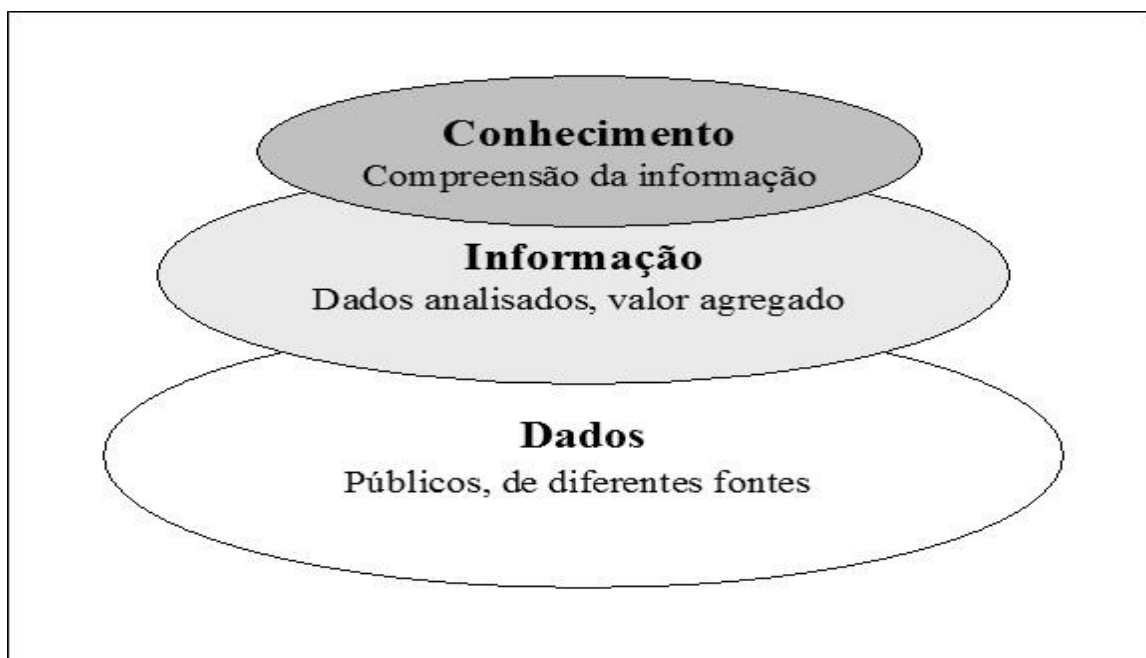 Conhecimento
Compreensão da informação
Informação
Dados analisados, valor agregado
Dados
Públicos, de diferentes fontes